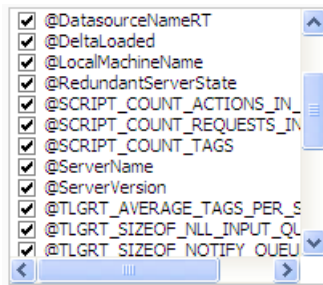 @DatasourceNameRT
@DeltaLoaded
@LocalMachineName
@RedundantServerState
@SCRIPT_COUNT_ACTIONS_IN_
@SCRIPT_COUNT_REQUESTS_IN
@SCRIPT_COUNT_TAGS
@ServerName
@ServerVersion
@TLGRT_AVERAGE_TAGS_PER_S
@TLGRT_SIZEOF_NLL_INPUT_QU
@TLGRT_SIZEOF_NOTIFY_QUEU